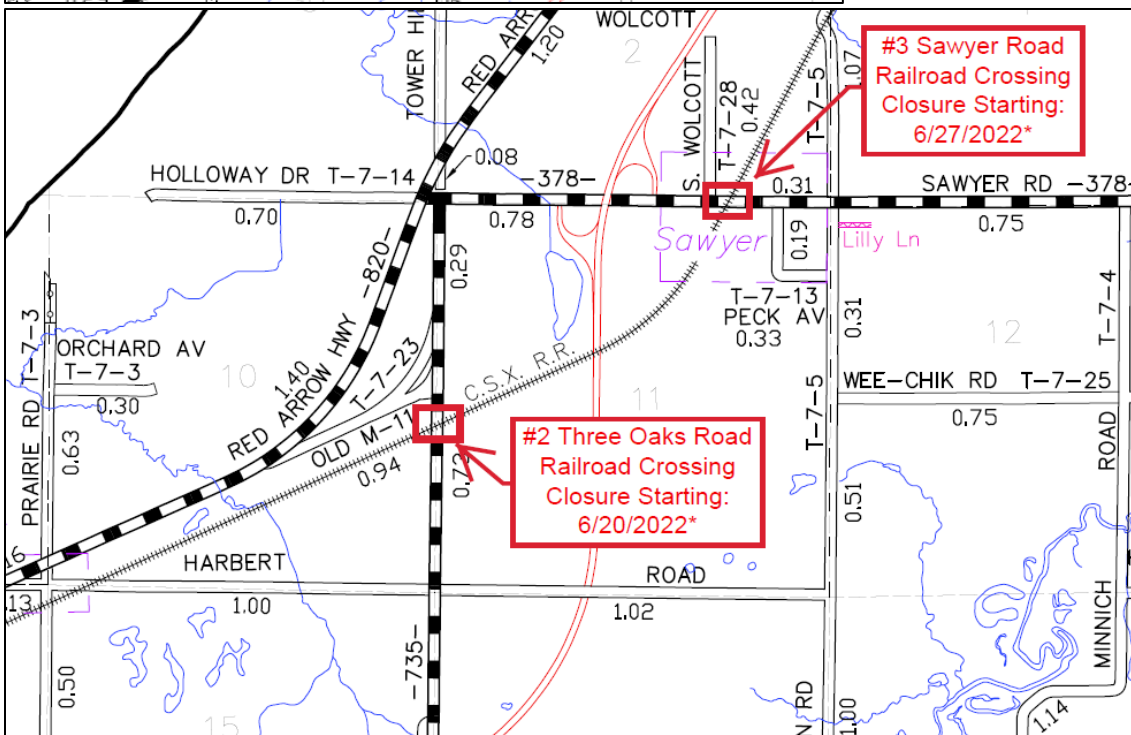 WOLCOTT
2
RED ARR
1.20
TOWER HI
#3 Sawyer Road
Railroad Crossing
Closure Starting:
6/27/2022*
1.07
T-7-5
S. WOLCOTT
T-7-28
0.42
0.08
HOLLOWAY DR T-7-14
-378-
0.31
SAWYER RD -378-
0.70
0.78
0.75
Sawyer
0.19
Lilly Ln
0.29
-820-
T-7-3
T-7-13
PECK AV
0.33
0.31
12
T-7-4
ORCHARD AV
T-7-3
0.30
10
1.40
RED ARROW HWY
T-7-23
C.S.X. R.R.
11
T-7-5
WEE-CHIK RD T-7-25
0.75
ROAD
PRAIRIE RD
0.63
OLD M-11
0.94
0.72
#2 Three Oaks Road
Railroad Crossing
Closure Starting:
6/20/2022*
0.51
16
HARBERT
ROAD
.13
1.00
1.02
MINNICH
0.50
-735-
15
N RD
1.00
1.14